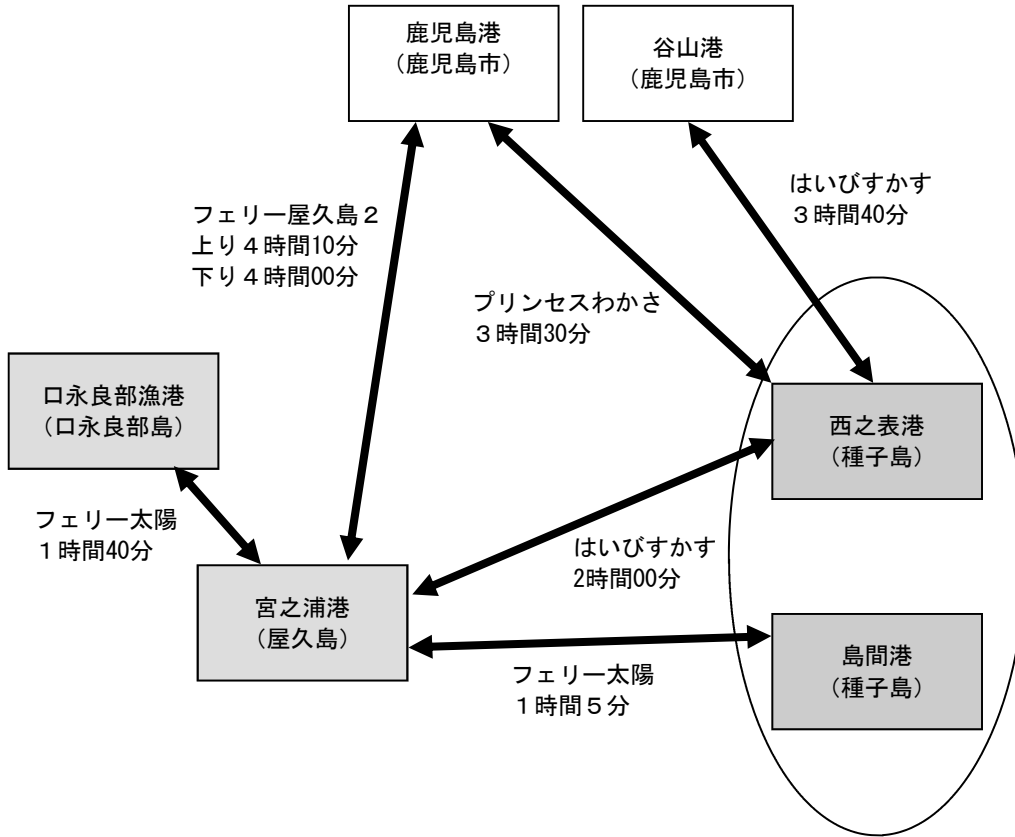 鹿児島港
（鹿児島市）
谷山港
（鹿児島市）
はいびすかす
３時間40分
フェリー屋久島２
上り４時間10分
下り４時間00分
プリンセスわかさ
３時間30分
口永良部漁港
（口永良部島）
西之表港
（種子島）
フェリー太陽
１時間40分
はいびすかす
2時間00分
宮之浦港
（屋久島）
島間港
（種子島）
フェリー太陽
１時間５分